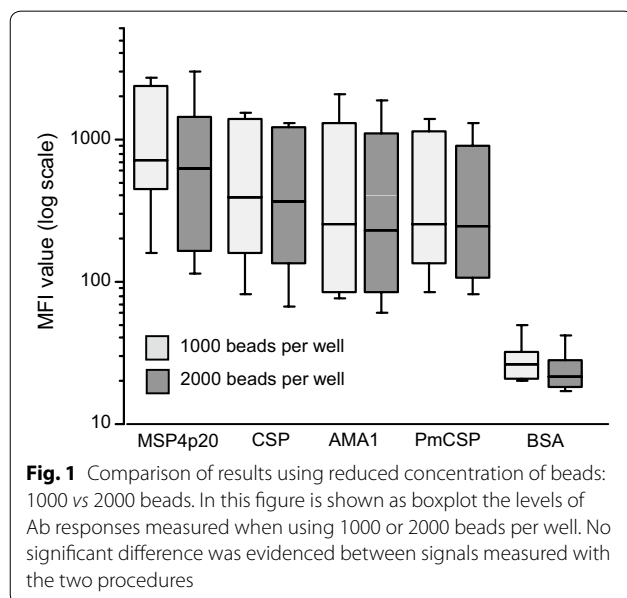 MFI value (log scale)
1000
100
10
1000 beads per well
2000 beads per well
MSP4p20 CSP AMA1 PmCSP BSA
Fig. 1 Comparison of results using reduced concentration of beads:
1000 vs 2000 beads. In this figure is shown as boxplot the levels of
Ab responses measured when using 1000 or 2000 beads per well. No
significant difference was evidenced between signals measured with
the two procedures